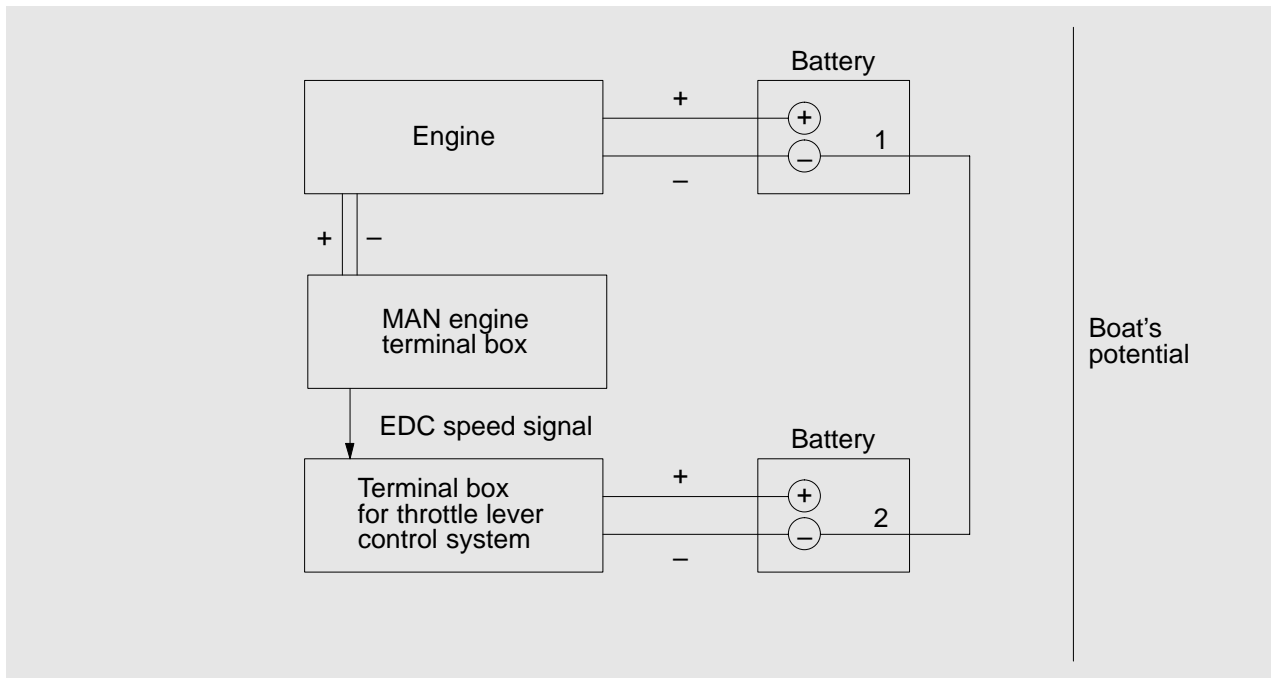 Battery
+
Engine
+
1
–
–
+
–
MAN engine
terminal box
Boat's
potential
EDC speed signal
Battery
+
Terminal box
for throttle lever
control system
+
2
–
–